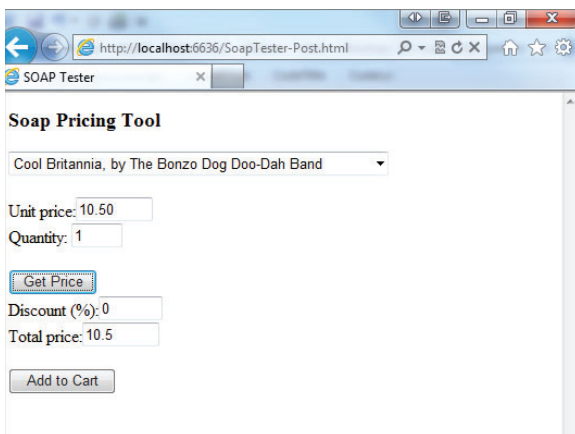 http://localhost:6636/SoapTester-Post.html
SOAP Tester
Soap Pricing Tool
Cool Britannia, by The Bonzo Dog Doo-Dah Band
Unit price: 10.50
Quantity: 1
Get Price
Discount (%): 0
Total price: 10.5
Add to Cart